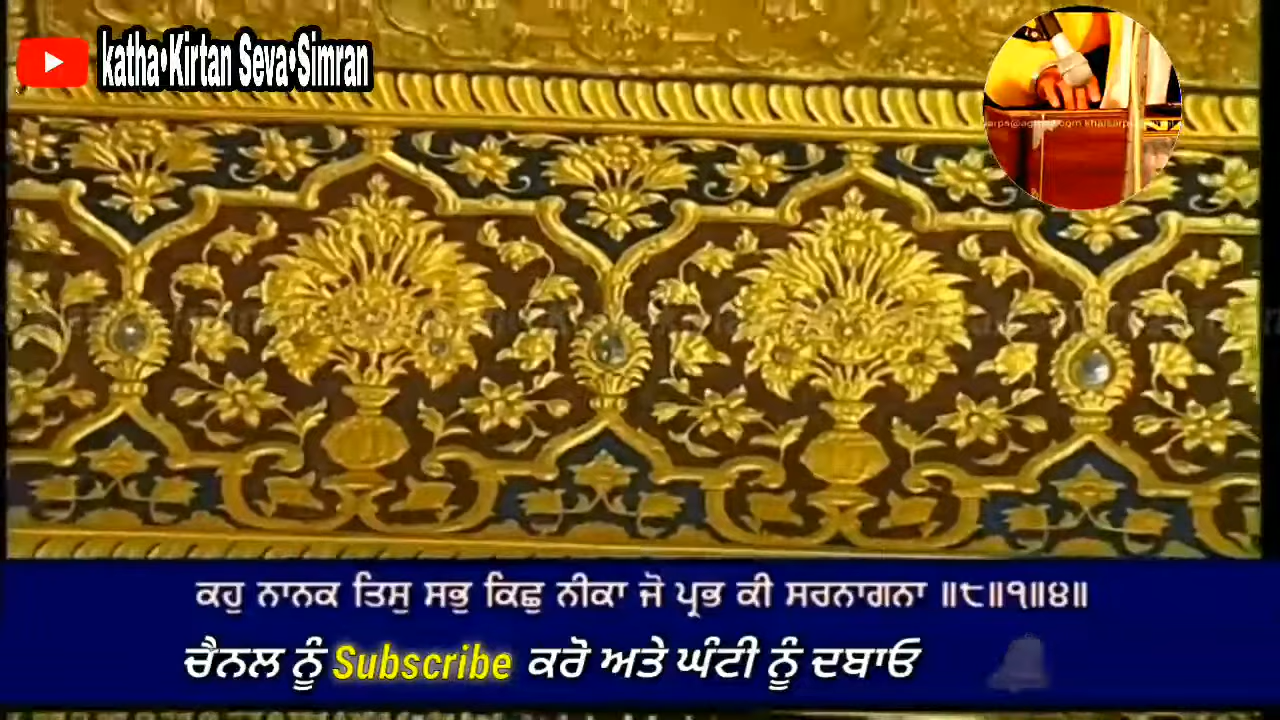 katha•Kirtan Seva•Simran
ਕਹੁ ਨਾਨਕ ਤਿਸੁ ਸਭੁ ਕਿਛੁ ਨੀਕਾ ਜੋ ਪ੍ਰਭ ਕੀ ਸਰਨਾਗਨਾ ॥੮॥੧॥੪॥
ਚੈਨਲ ਨੂੰ Subscribe ਕਰੋ ਅਤੇ ਘੰਟੀ ਨੂੰ ਦਬਾਓ